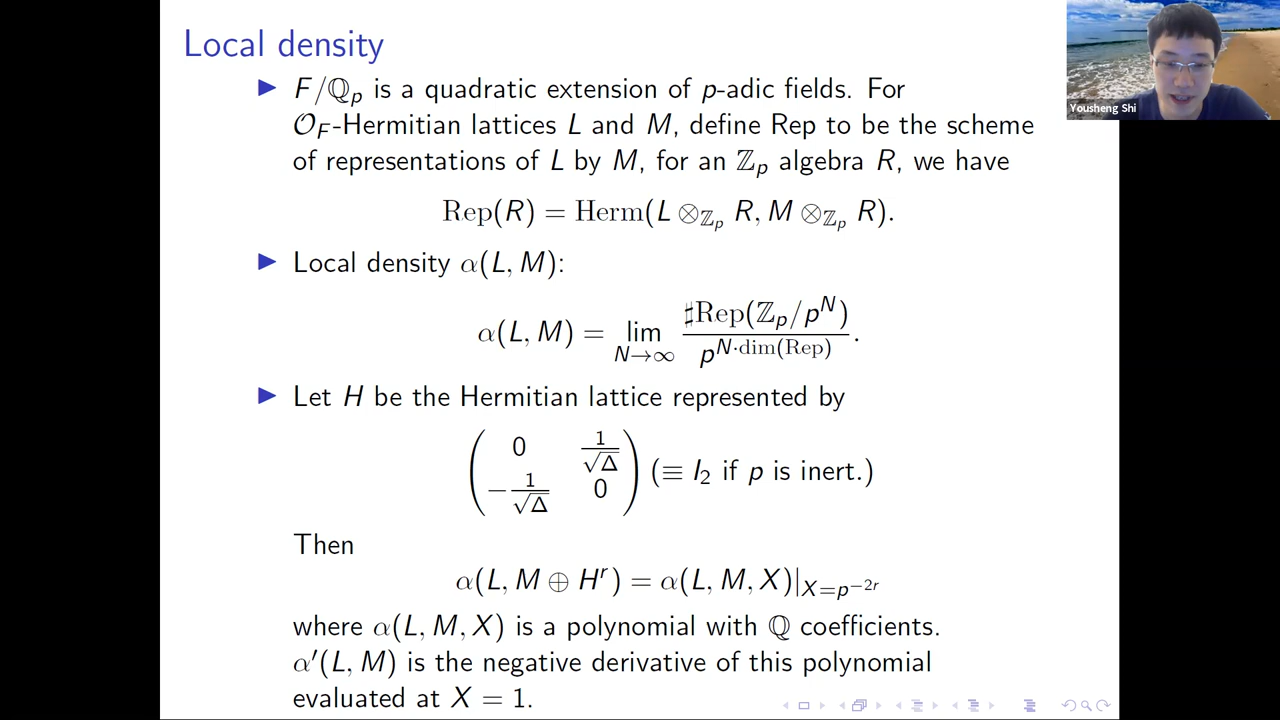 Local density
▶ F/ℚ_p is a quadratic extension of p-adic fields. For
𝒪_F-Hermitian lattices L and M, define Rep to be the scheme
of representations of L by M, for an ℤ_p algebra R, we have
Rep(R) = Herm(L ⊗_{ℤ_p} R, M ⊗_{ℤ_p} R).
▶ Local density α(L, M):
α(L, M) = lim_{N→∞} ♯Rep(ℤ_p/p^N) / p^{N·dim(Rep)}.
▶ Let H be the Hermitian lattice represented by
( 0 1/√Δ
-1/√Δ 0 ) (≡ I_2 if p is inert.)
Then
α(L, M ⊕ H^r) = α(L, M, X)|_{X=p^{-2r}}
where α(L, M, X) is a polynomial with ℚ coefficients.
α′(L, M) is the negative derivative of this polynomial
evaluated at X = 1.
Yousheng Shi